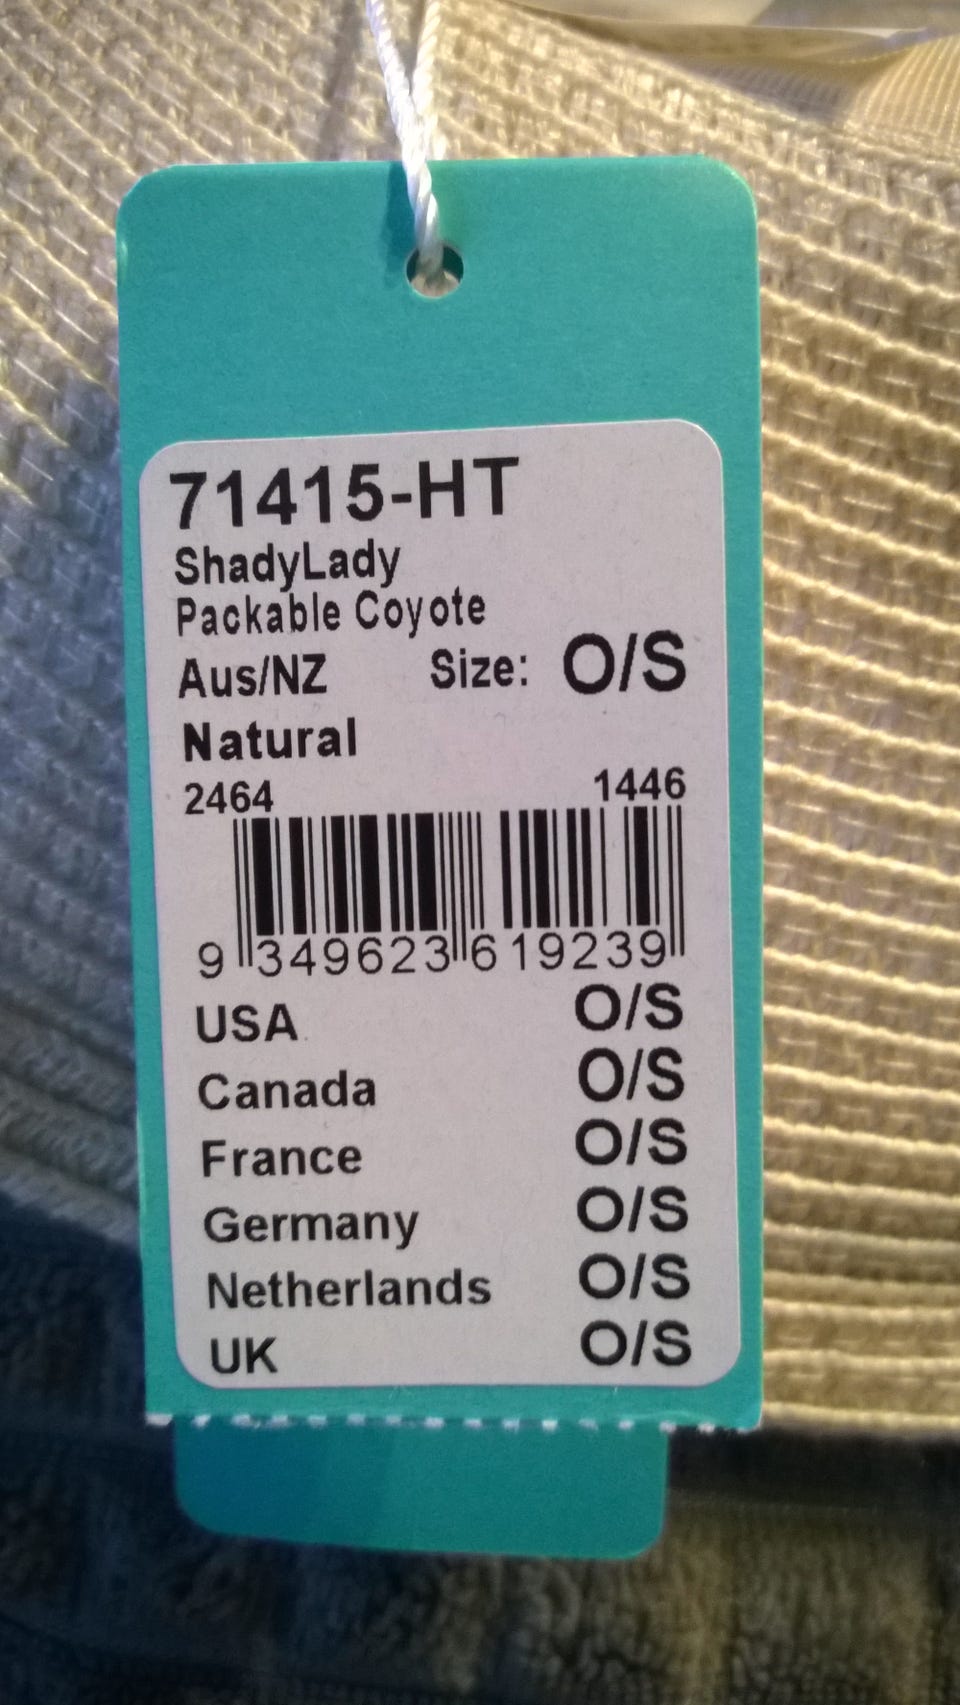 71415-HT
ShadyLady
Packable Coyote
Aus/NZ Size: O/S
Natural
2464 1446
9 349623 619239
USA O/S
Canada O/S
France O/S
Germany O/S
Netherlands O/S
UK O/S